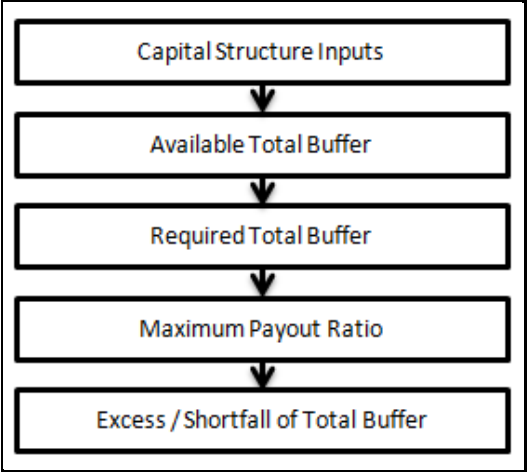 Capital Structure Inputs
Available Total Buffer
Required Total Buffer
Maximum Payout Ratio
Excess / Shortfall of Total Buffer